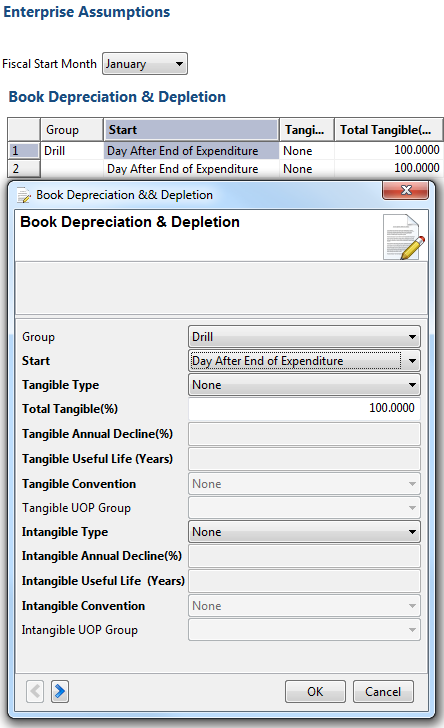 Enterprise Assumptions
Fiscal Start Month January
Book Depreciation & Depletion
Group Start Tangi... Total Tangible(...
1 Drill Day After End of Expenditure None 100.0000
2 Day After End of Expenditure None 100.0000
Book Depreciation && Depletion
Book Depreciation & Depletion
Group Drill
Start Day After End of Expenditure
Tangible Type None
Total Tangible(%) 100.0000
Tangible Annual Decline(%)
Tangible Useful Life (Years)
Tangible Convention None
Tangible UOP Group
Intangible Type None
Intangible Annual Decline(%)
Intangible Useful Life (Years)
Intangible Convention None
Intangible UOP Group
OK Cancel